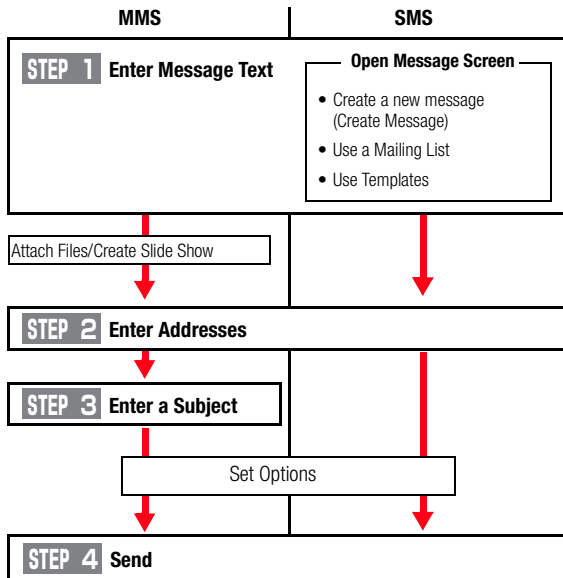 MMS
SMS
STEP 1 Enter Message Text
Open Message Screen
• Create a new message
(Create Message)
• Use a Mailing List
• Use Templates
Attach Files/Create Slide Show
STEP 2 Enter Addresses
STEP 3 Enter a Subject
Set Options
STEP 4 Send